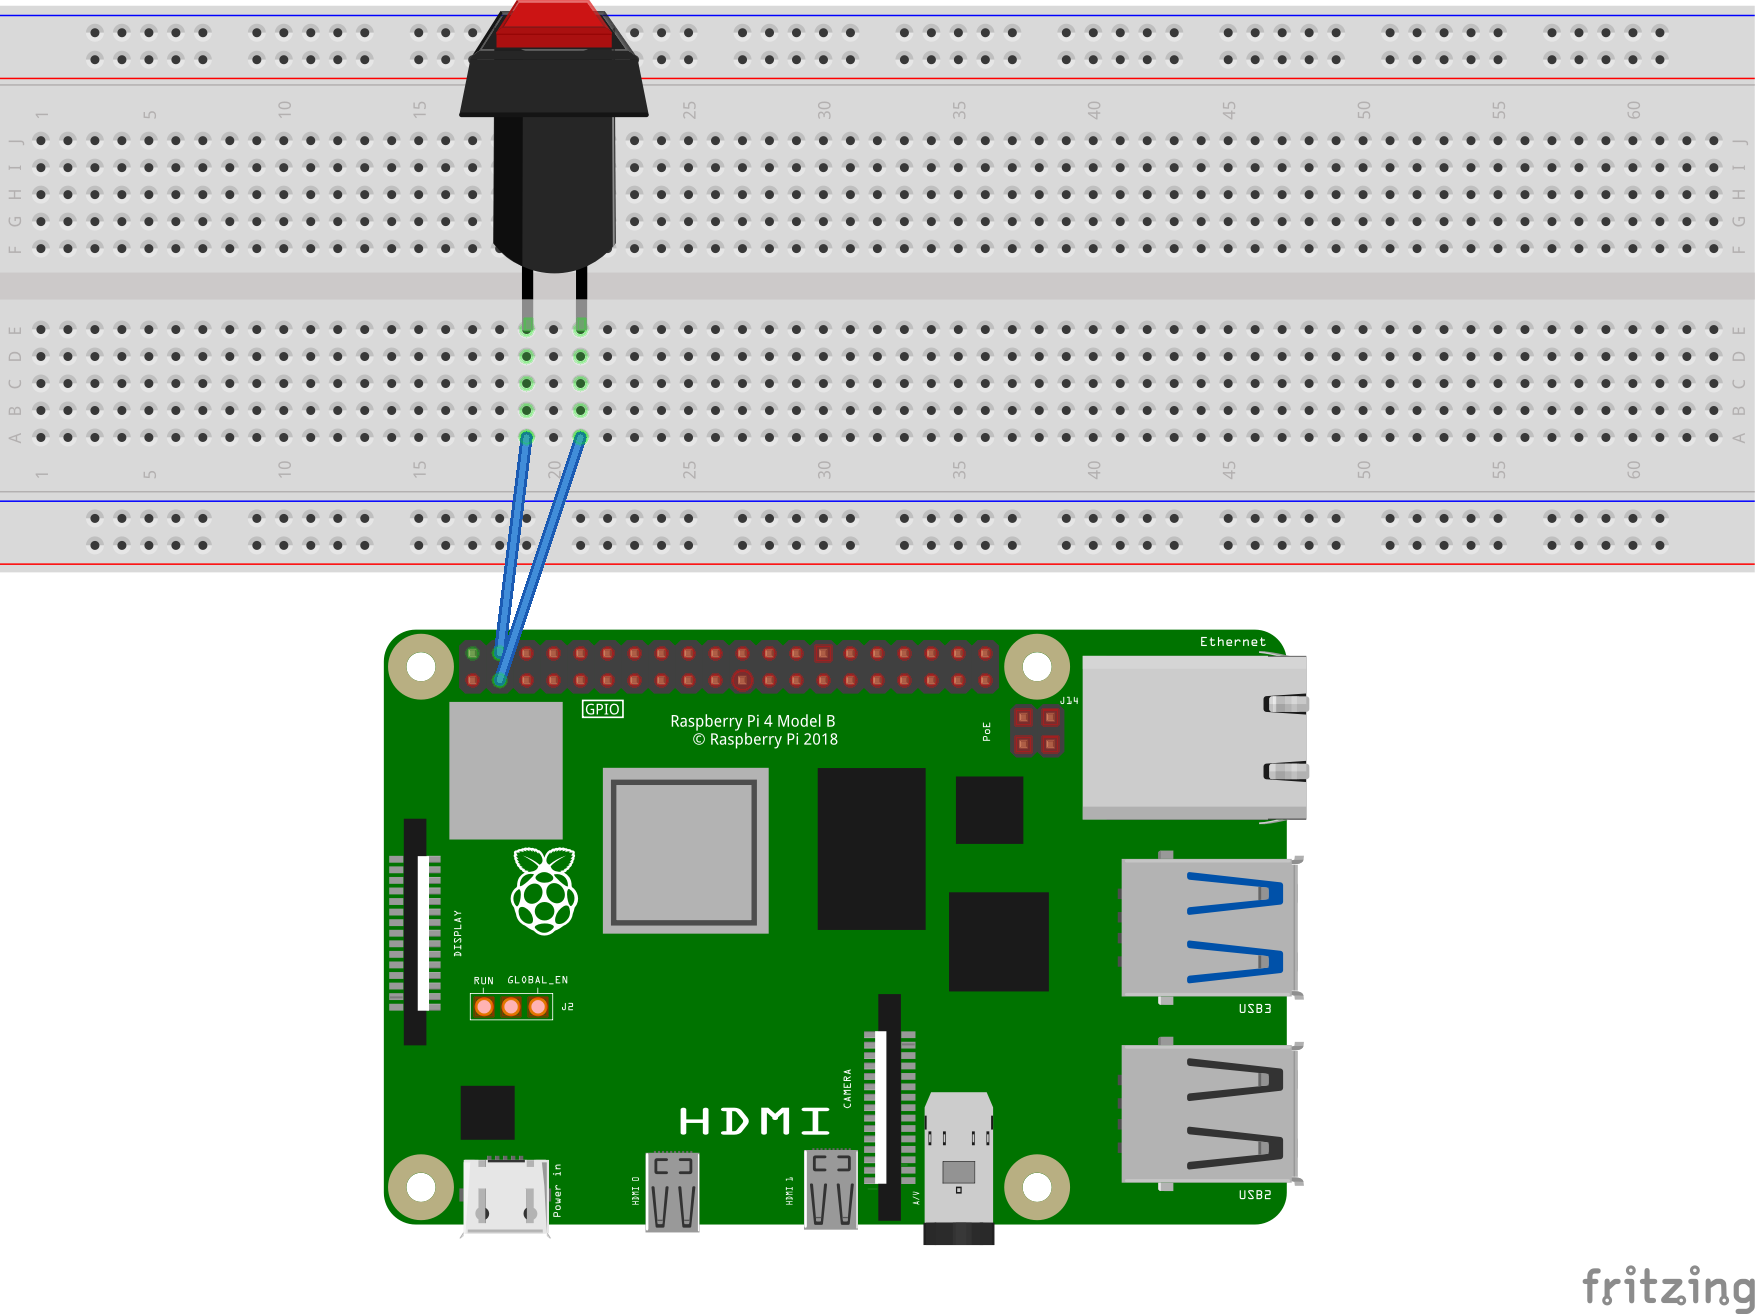 1 5 10 15 25 30 35 40 45 50 55 60
J J
I I
H H
G G
F F
E E
D D
C C
B B
A A
1 5 10 15 20 25 30 35 40 45 50 55 60
Ethernet
J14
GPIO
Raspberry Pi 4 Model B
© Raspberry Pi 2018
PoE
DISPLAY
RUN GLOBAL_EN
J2
USB3
CAMERA
HDMI
Power in
HDMI 0
HDMI 1
A/V
USB2
fritzing